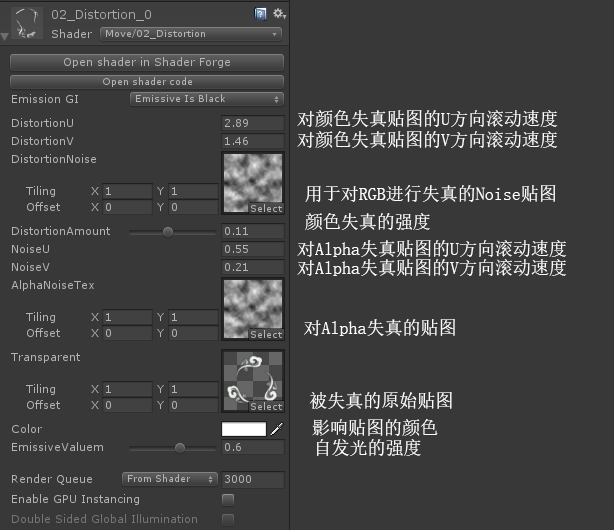 02_Distortion_0
Shader Move/02_Distortion
Open shader in Shader Forge
Open shader code
Emission GI Emissive Is Black
DistortionU 2.89 对颜色失真贴图的U方向滚动速度
DistortionV 1.46 对颜色失真贴图的V方向滚动速度
DistortionNoise
Tiling X 1 Y 1 用于对RGB进行失真的Noise贴图
Offset X 0 Y 0 Select
颜色失真的强度
DistortionAmount 0.11
NoiseU 0.55 对Alpha失真贴图的U方向滚动速度
NoiseV 0.21 对Alpha失真贴图的V方向滚动速度
AlphaNoiseTex
Tiling X 1 Y 1
Offset X 0 Y 0 Select 对Alpha失真的贴图
Transparent
Tiling X 1 Y 1
Offset X 0 Y 0 Select 被失真的原始贴图
Color 影响贴图的颜色
EmissiveValuem 0.6 自发光的强度
Render Queue From Shader 3000
Enable GPU Instancing
Double Sided Global Illumination